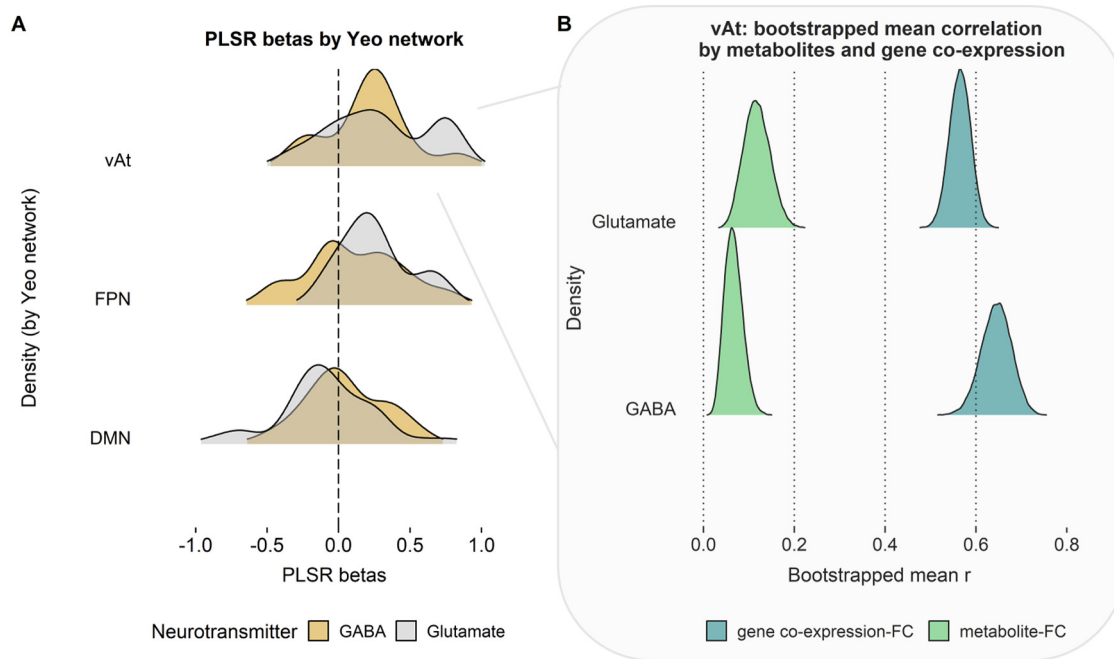 A
PLSR betas by Yeo network
Density (by Yeo network)
vAt
FPN
DMN
-1.0 -0.5 0.0 0.5 1.0
PLSR betas
Neurotransmitter GABA Glutamate
B
vAt: bootstrapped mean correlation
by metabolites and gene co-expression
Density
Glutamate
GABA
0.0 0.2 0.4 0.6 0.8
Bootstrapped mean r
gene co-expression-FC metabolite-FC